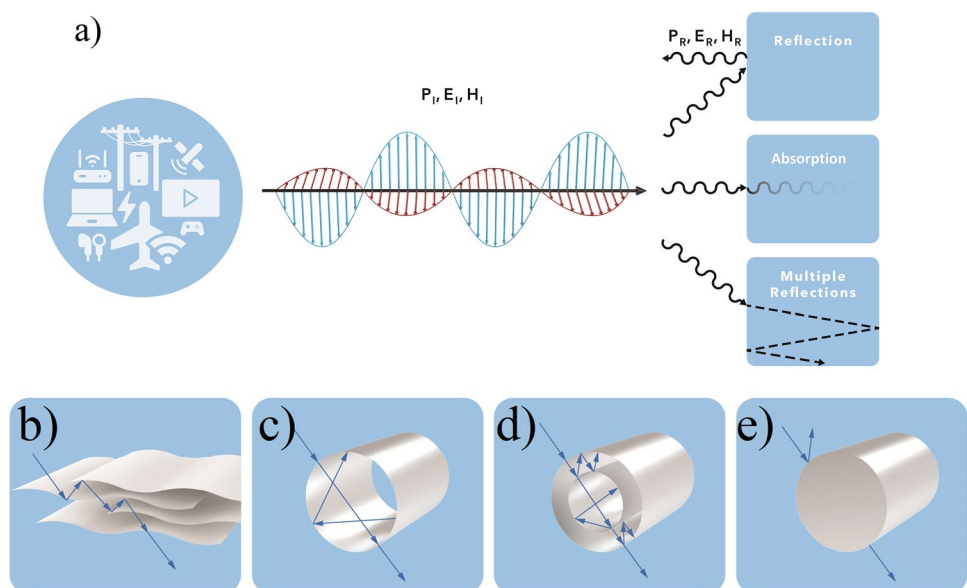 a)
P_I, E_I, H_I
P_R, E_R, H_R
Reflection
Absorption
Multiple
Reflections
b)
c)
d)
e)